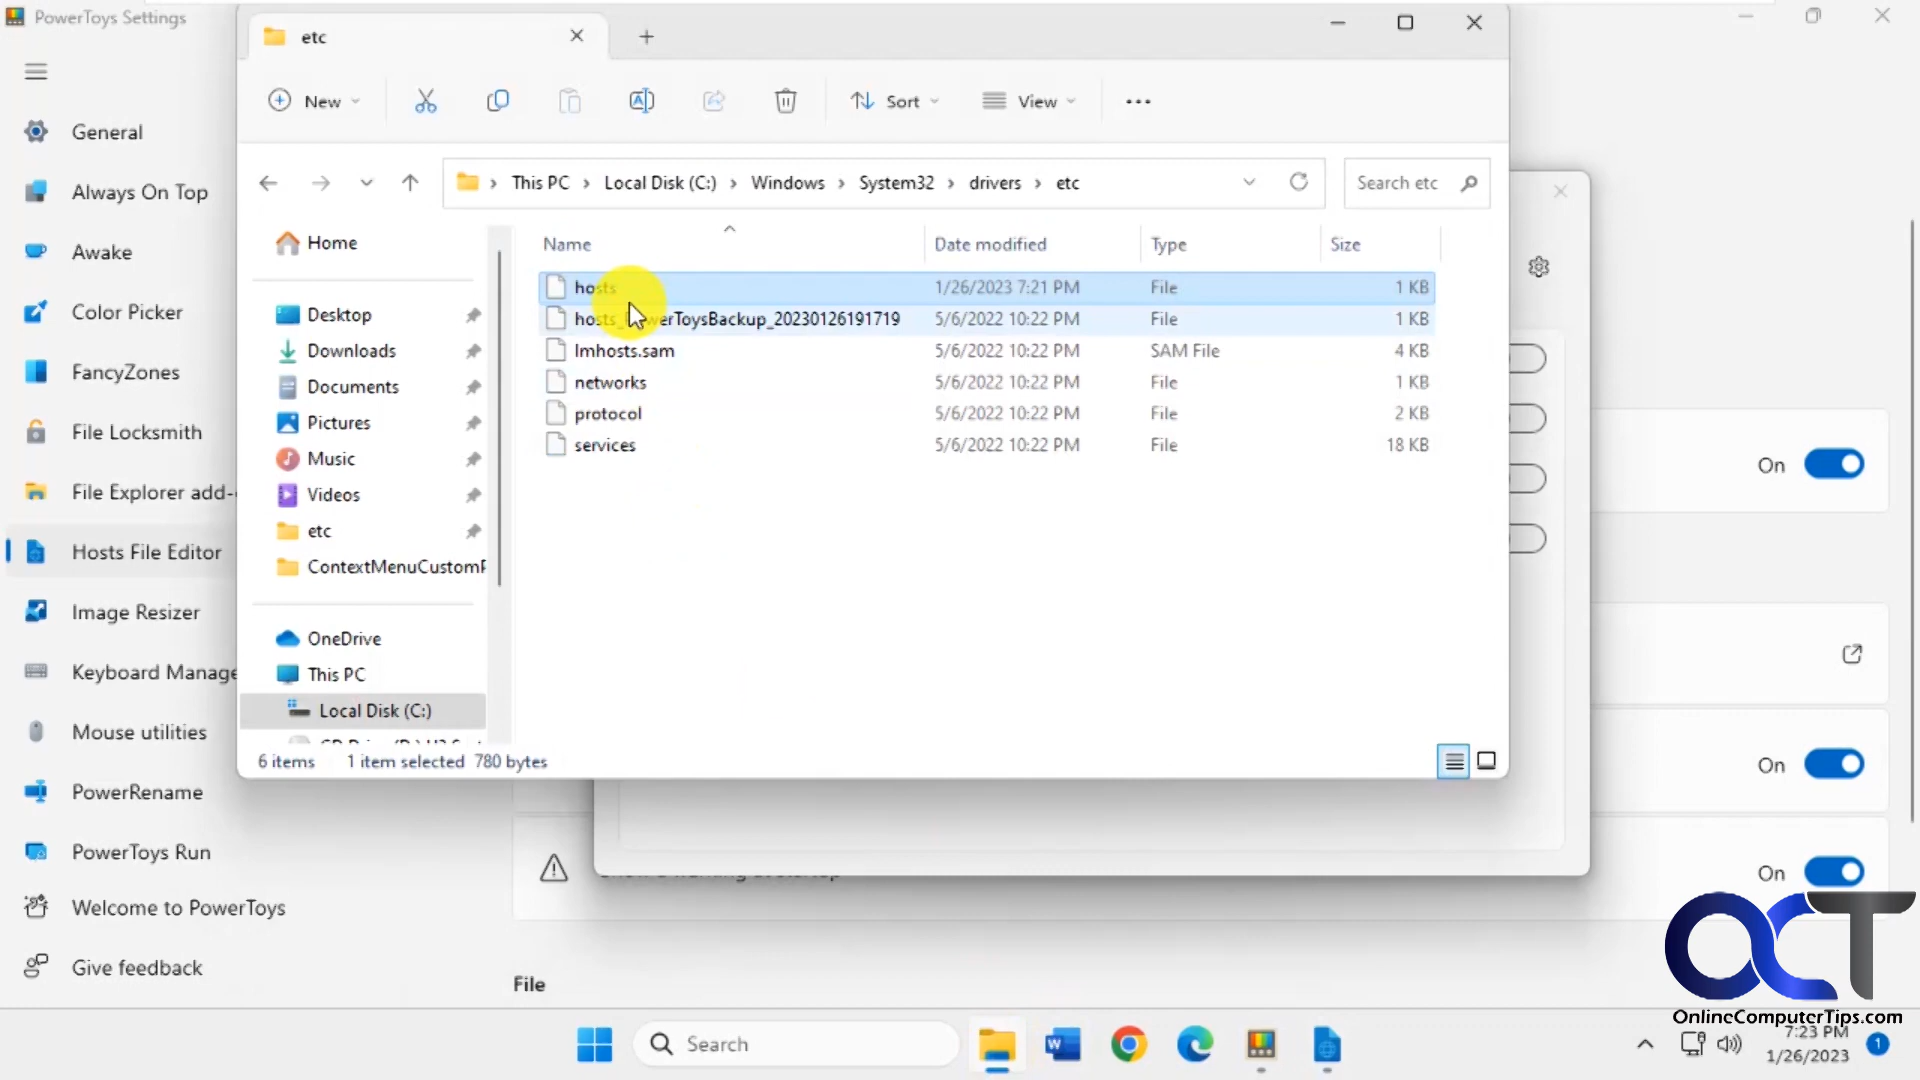 PowerToys Settings
General
Always On Top
Awake
Color Picker
FancyZones
File Locksmith
File Explorer add-
Hosts File Editor
Image Resizer
Keyboard Manage
Mouse utilities
PowerRename
PowerToys Run
Welcome to PowerToys
Give feedback
etc
New
Sort
View
This PC > Local Disk (C:) > Windows > System32 > drivers > etc
Search etc
Home
Desktop
Downloads
Documents
Pictures
Music
Videos
etc
ContextMenuCustomF
OneDrive
This PC
Local Disk (C:)
Name Date modified Type Size
hosts 1/26/2023 7:21 PM File 1 KB
hosts_PowerToysBackup_20230126191719 5/6/2022 10:22 PM File 1 KB
lmhosts.sam 5/6/2022 10:22 PM SAM File 4 KB
networks 5/6/2022 10:22 PM File 1 KB
protocol 5/6/2022 10:22 PM File 2 KB
services 5/6/2022 10:22 PM File 18 KB
6 items 1 item selected 780 bytes
On
On
On
File
OCT
OnlineComputerTips.com
Search
7:23 PM
1/26/2023
1